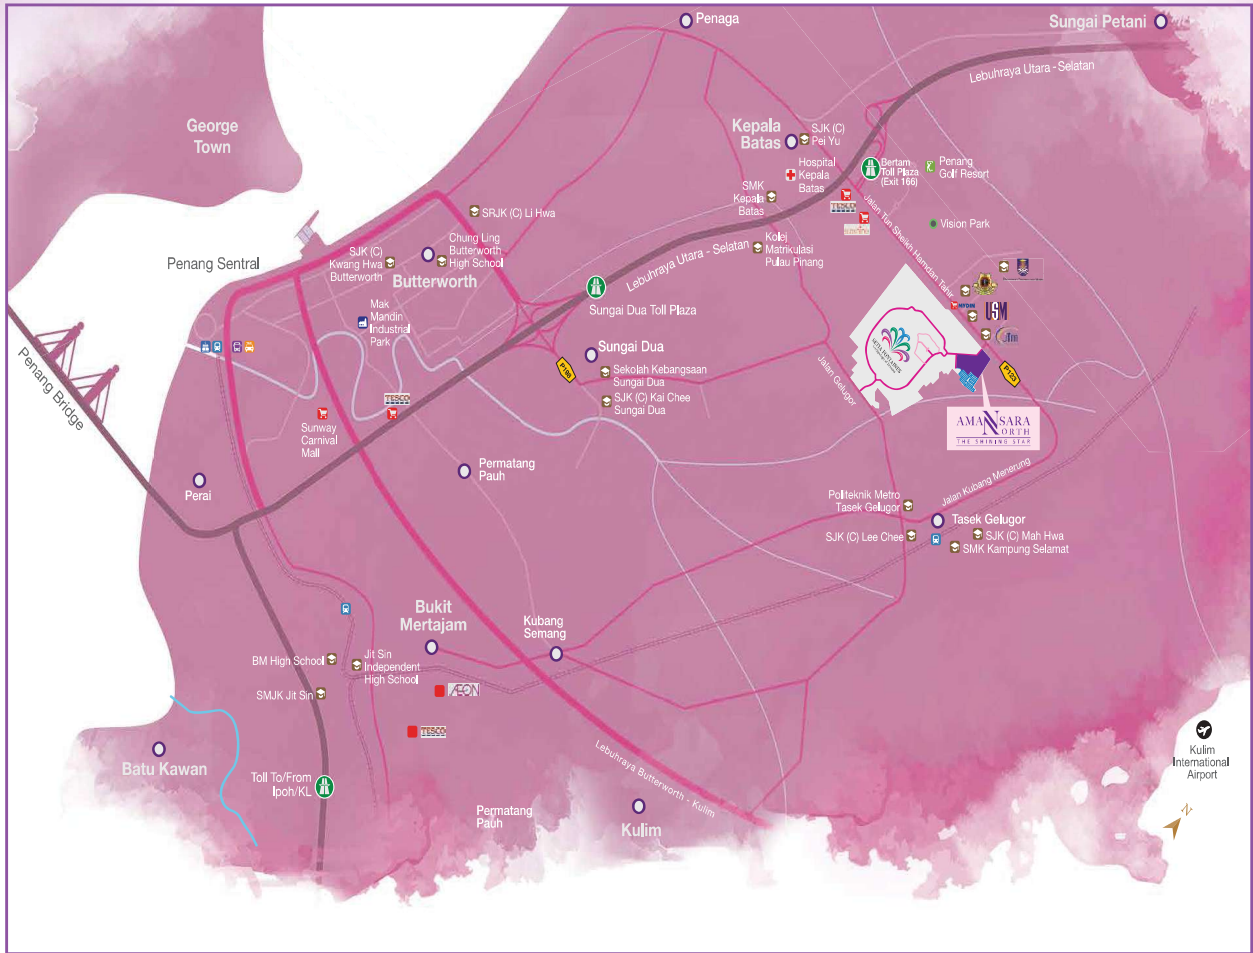 Penaga
Sungai Petani
Lebuhraya Utara - Selatan
George
Town
Kepala
Batas
SJK (C)
Pei Yu
Hospital
Kepala
Batas
Bertam
Toll Plaza
(Exit 166)
Penang
Golf Resort
SMK
Kepala
Batas
TESCO
Jalan Tun Sheikh Hamdan Tahir
Vision Park
SRJK (C) Li Hwa
Kolej
Matrikulasi
Pulau Pinang
Lebuhraya Utara - Selatan
Chung Ling
Butterworth
High School
SJK (C)
Kwang Hwa
Butterworth
Butterworth
Penang Sentral
Sungai Dua Toll Plaza
Mak
Mandin
Industrial
Park
MYDIN
USM
SETIA FONTAINES
Sungai Dua
P196
Sekolah Kebangsaan
Sungai Dua
SJK (C) Kai Chee
Sungai Dua
Jalan Gelugor
P123
AMANSARA
NORTH
THE SHINING STAR
Penang Bridge
TESCO
Sunway
Carnival
Mall
Permatang
Pauh
Perai
Jalan Kubang Menerung
Politeknik Metro
Tasek Gelugor
Tasek Gelugor
SJK (C) Lee Chee
SJK (C) Mah Hwa
SMK Kampung Selamat
Bukit
Mertajam
Kubang
Semang
BM High School
Jit Sin
Independent
High School
SMJK Jit Sin
AEON
TESCO
Batu Kawan
Toll To/From
Ipoh/KL
Lebuhraya Butterworth - Kulim
Permatang
Pauh
Kulim
Kulim
International
Airport
N